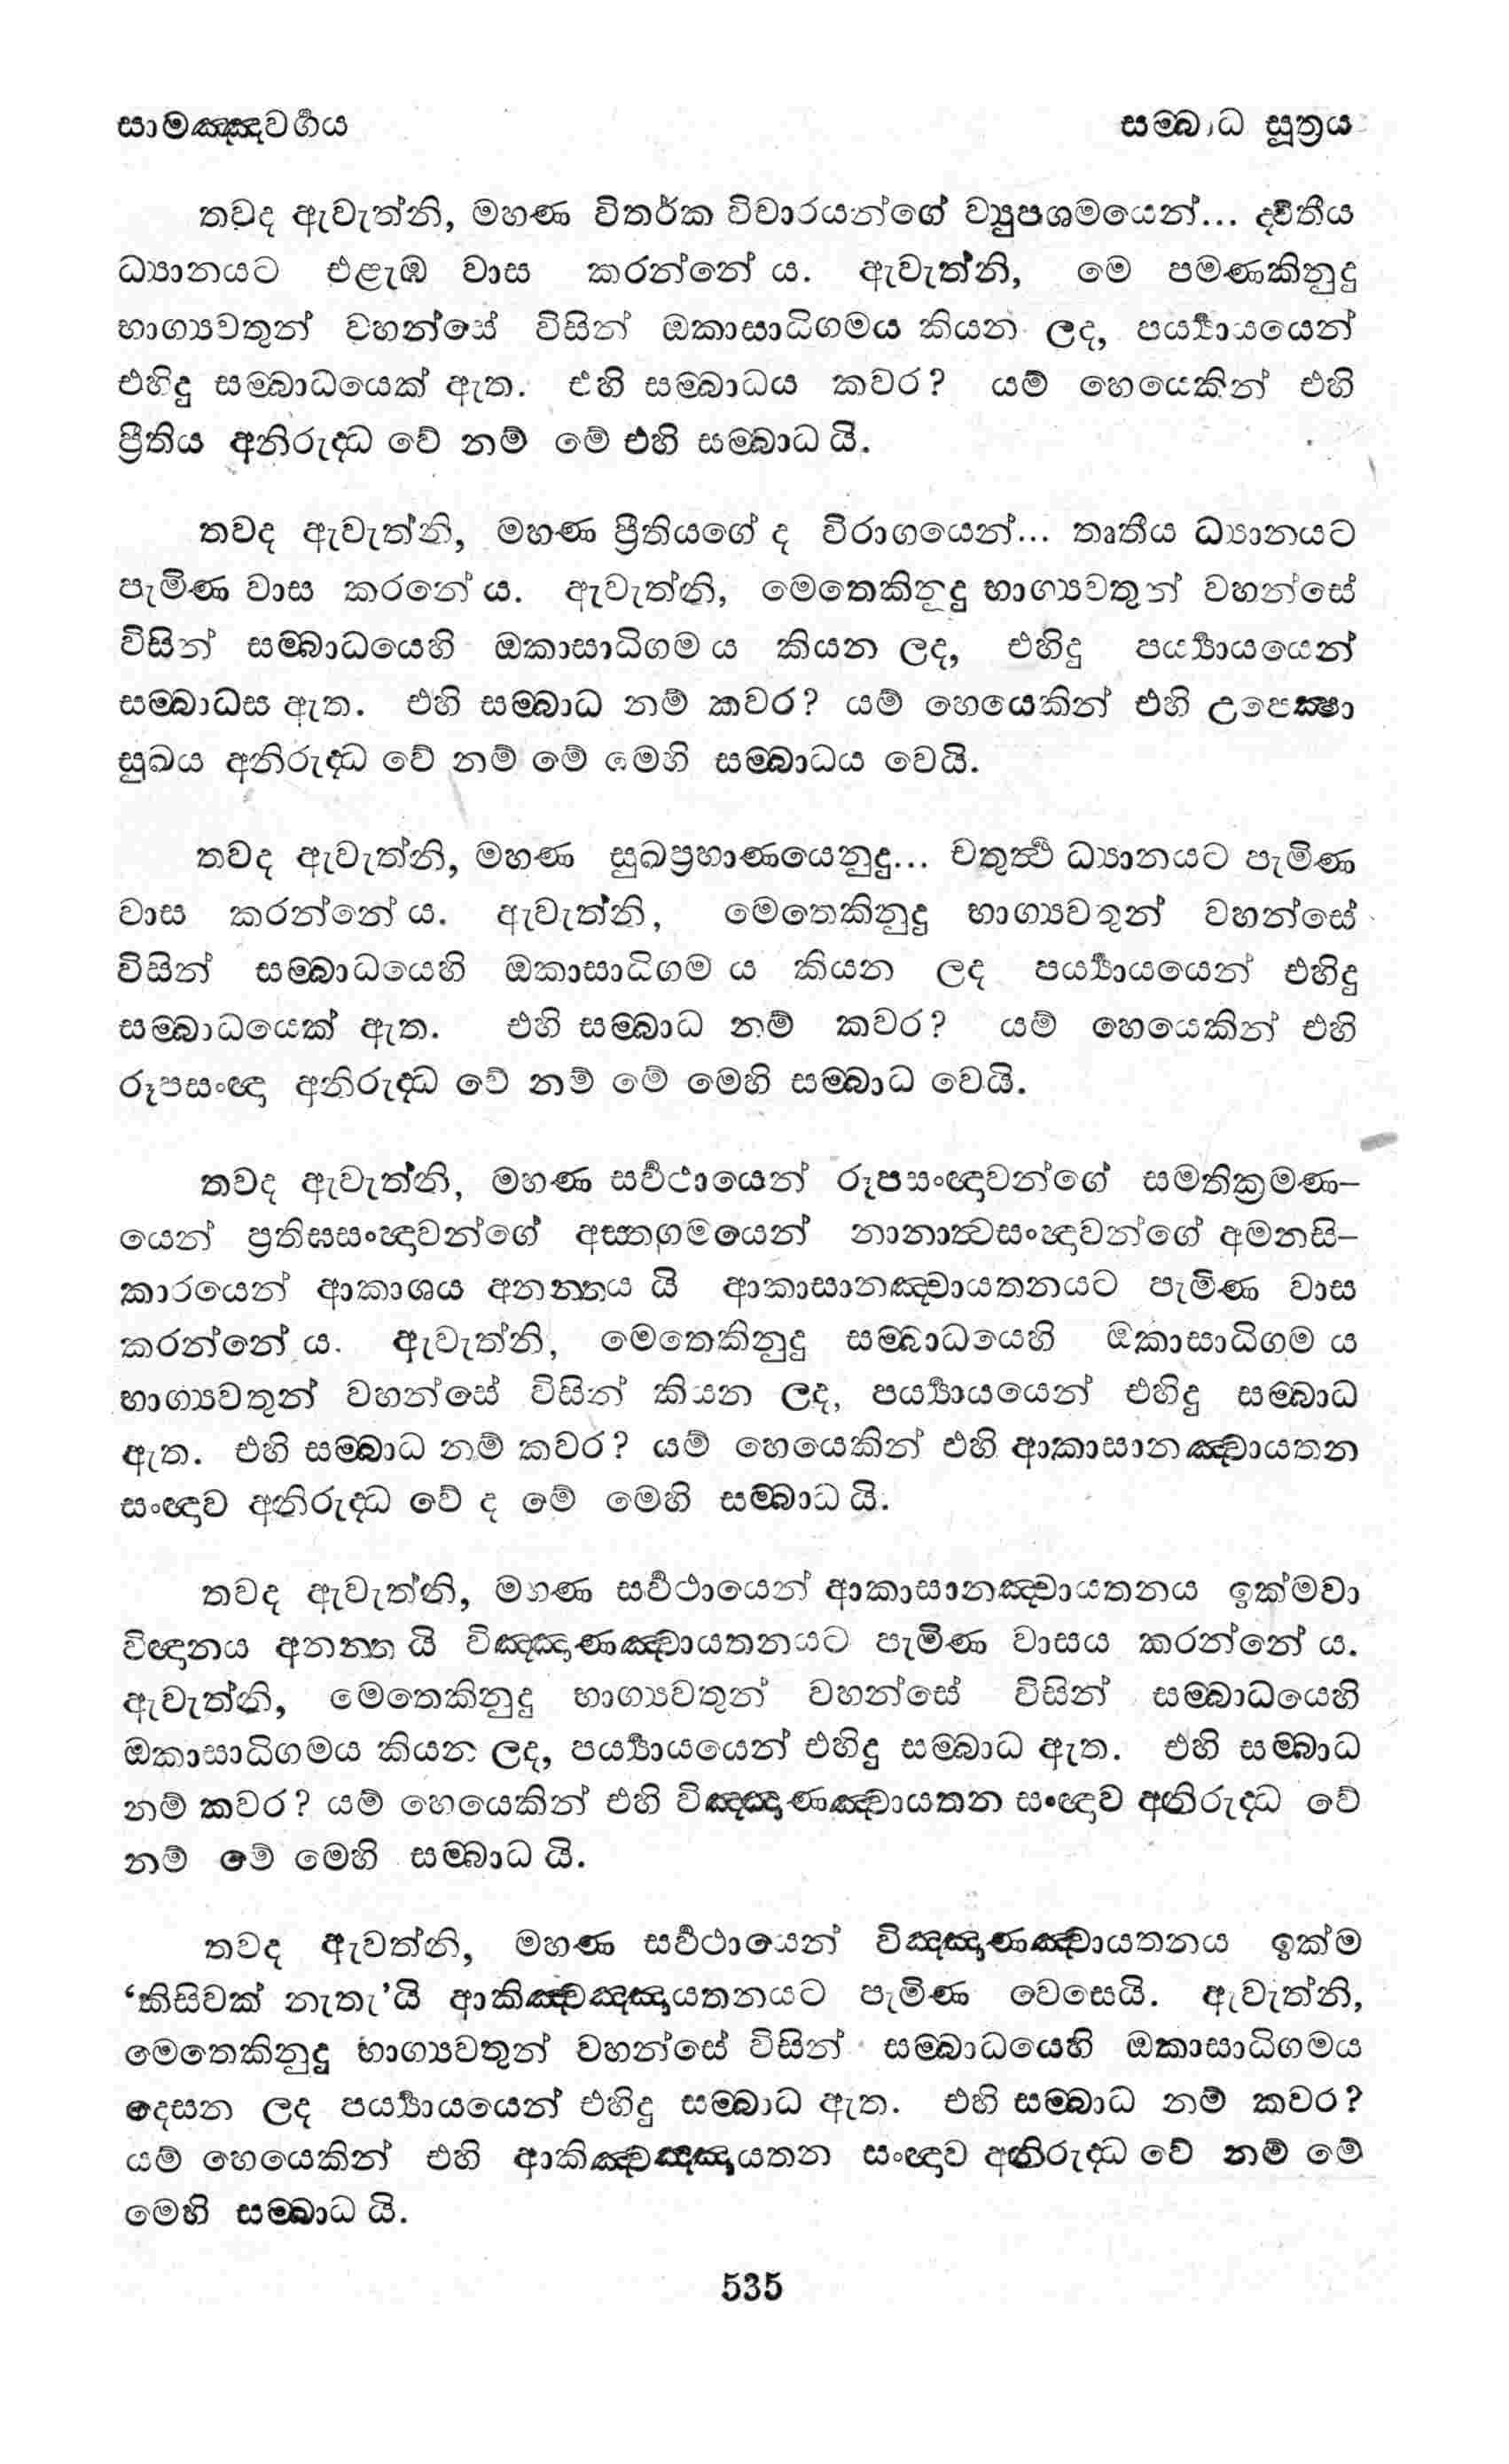 සාමඤ්ඤවර්‍ගය සම්බාධ සූත්‍රය
තවද ඇවැත්නි, මහණ විතර්ක විචාරයන්ගේ ව්‍යුපශමයෙන්... ද්විතීය
ධ්‍යානයට එළැඹ වාස කරන්නේ ය. ඇවැත්නි, මෙ පමණකිනුදු
භාග්‍යවතුන් වහන්සේ විසින් ඔකාසාධිගමය කියන ලද, පර්‍ය්‍යායයෙන්
එහිදු සම්බාධයෙක් ඇත. එහි සම්බාධය කවර? යම් හෙයෙකින් එහි
ප්‍රීතිය අනිරුද්ධ වේ නම් මේ එහි සම්බාධ යි.
තවද ඇවැත්නි, මහණ ප්‍රීතියගේ ද විරාගයෙන්... තෘතීය ධ්‍යානයට
පැමිණ වාස කරනේ ය. ඇවැත්නි, මෙතෙකිනුදු භාග්‍යවතුන් වහන්සේ
විසින් සම්බාධයෙහි ඔකාසාධිගම ය කියන ලද, එහිදු පර්‍ය්‍යායයෙන්
සම්බාධස ඇත. එහි සම්බාධ නම් කවර? යම් හෙයෙකින් එහි උපෙක්‍ෂා
සුඛය අනිරුද්ධ වේ නම් මේ මෙහි සම්බාධය වෙයි.
තවද ඇවැත්නි, මහණ සුඛප්‍රහාණයෙනුදු... චතුර්‍ත්‍ථ ධ්‍යානයට පැමිණ
වාස කරන්නේ ය. ඇවැත්නි, මෙතෙකිනුදු භාග්‍යවතුන් වහන්සේ
විසින් සම්බාධයෙහි ඔකාසාධිගම ය කියන ලද පර්‍ය්‍යායයෙන් එහිදු
සම්බාධයෙක් ඇත. එහි සම්බාධ නම් කවර? යම් හෙයෙකින් එහි
රූපසංඥා අනිරුද්ධ වේ නම් මේ මෙහි සම්බාධ වෙයි.
තවද ඇවැත්නි, මහණ සර්‍වථායෙන් රූපසංඥාවන්ගේ සමතික්‍රමණ-
යෙන් ප්‍රතිඝසංඥාවන්ගේ අස්තගමයෙන් නානාත්‍වසංඥාවන්ගේ අමනසි-
කාරයෙන් ආකාශය අනන්තය යි ආකාසානඤ්චායතනයට පැමිණ වාස
කරන්නේ ය. ඇවැත්නි, මෙතෙකිනුදු සම්බාධයෙහි ඔකාසාධිගම ය
භාග්‍යවතුන් වහන්සේ විසින් කියන ලද, පර්‍ය්‍යායයෙන් එහිදු සම්බාධ
ඇත. එහි සම්බාධ නම් කවර? යම් හෙයෙකින් එහි ආකාසානඤ්චායතන
සංඥාව අනිරුද්ධ වේ ද මේ මෙහි සම්බාධ යි.
තවද ඇවැත්නි, මහණ සර්‍වථායෙන් ආකාසානඤ්චායතනය ඉක්මවා
විඥානය අනන්ත යි විඤ්ඤාණඤ්චායතනයට පැමිණ වාසය කරන්නේ ය.
ඇවැත්නි, මෙතෙකිනුදු භාග්‍යවතුන් වහන්සේ විසින් සම්බාධයෙහි
ඔකාසාධිගමය කියන ලද, පර්‍ය්‍යායයෙන් එහිදු සම්බාධ ඇත. එහි සම්බාධ
නම් කවර? යම් හෙයෙකින් එහි විඤ්ඤාණඤ්චායතන සංඥාව අනිරුද්ධ වේ
නම් මේ මෙහි සම්බාධ යි.
තවද ඇවත්නි, මහණ සර්‍වථායෙන් විඤ්ඤාණඤ්චායතනය ඉක්ම
‘කිසිවක් නැතැ’යි ආකිඤ්චඤ්ඤායතනයට පැමිණ වෙසෙයි. ඇවැත්නි,
මෙතෙකිනුදු භාග්‍යවතුන් වහන්සේ විසින් සම්බාධයෙහි ඔකාසාධිගමය
දෙසන ලද පර්‍ය්‍යායයෙන් එහිදු සම්බාධ ඇත. එහි සම්බාධ නම් කවර?
යම් හෙයෙකින් එහි ආකිඤ්චඤ්ඤායතන සංඥාව අනිරුද්ධ වේ නම් මේ
මෙහි සම්බාධ යි.
535